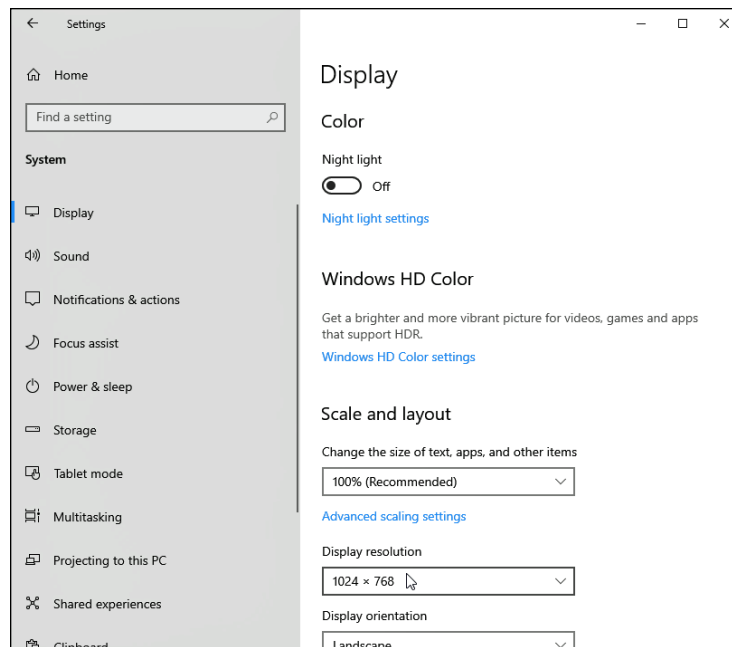 Settings
Home
Find a setting
System
Display
Sound
Notifications & actions
Focus assist
Power & sleep
Storage
Tablet mode
Multitasking
Projecting to this PC
Shared experiences
Clipboard
Display
Color
Night light
Off
Night light settings
Windows HD Color
Get a brighter and more vibrant picture for videos, games and apps
that support HDR.
Windows HD Color settings
Scale and layout
Change the size of text, apps, and other items
100% (Recommended)
Advanced scaling settings
Display resolution
1024 × 768
Display orientation
Landscape